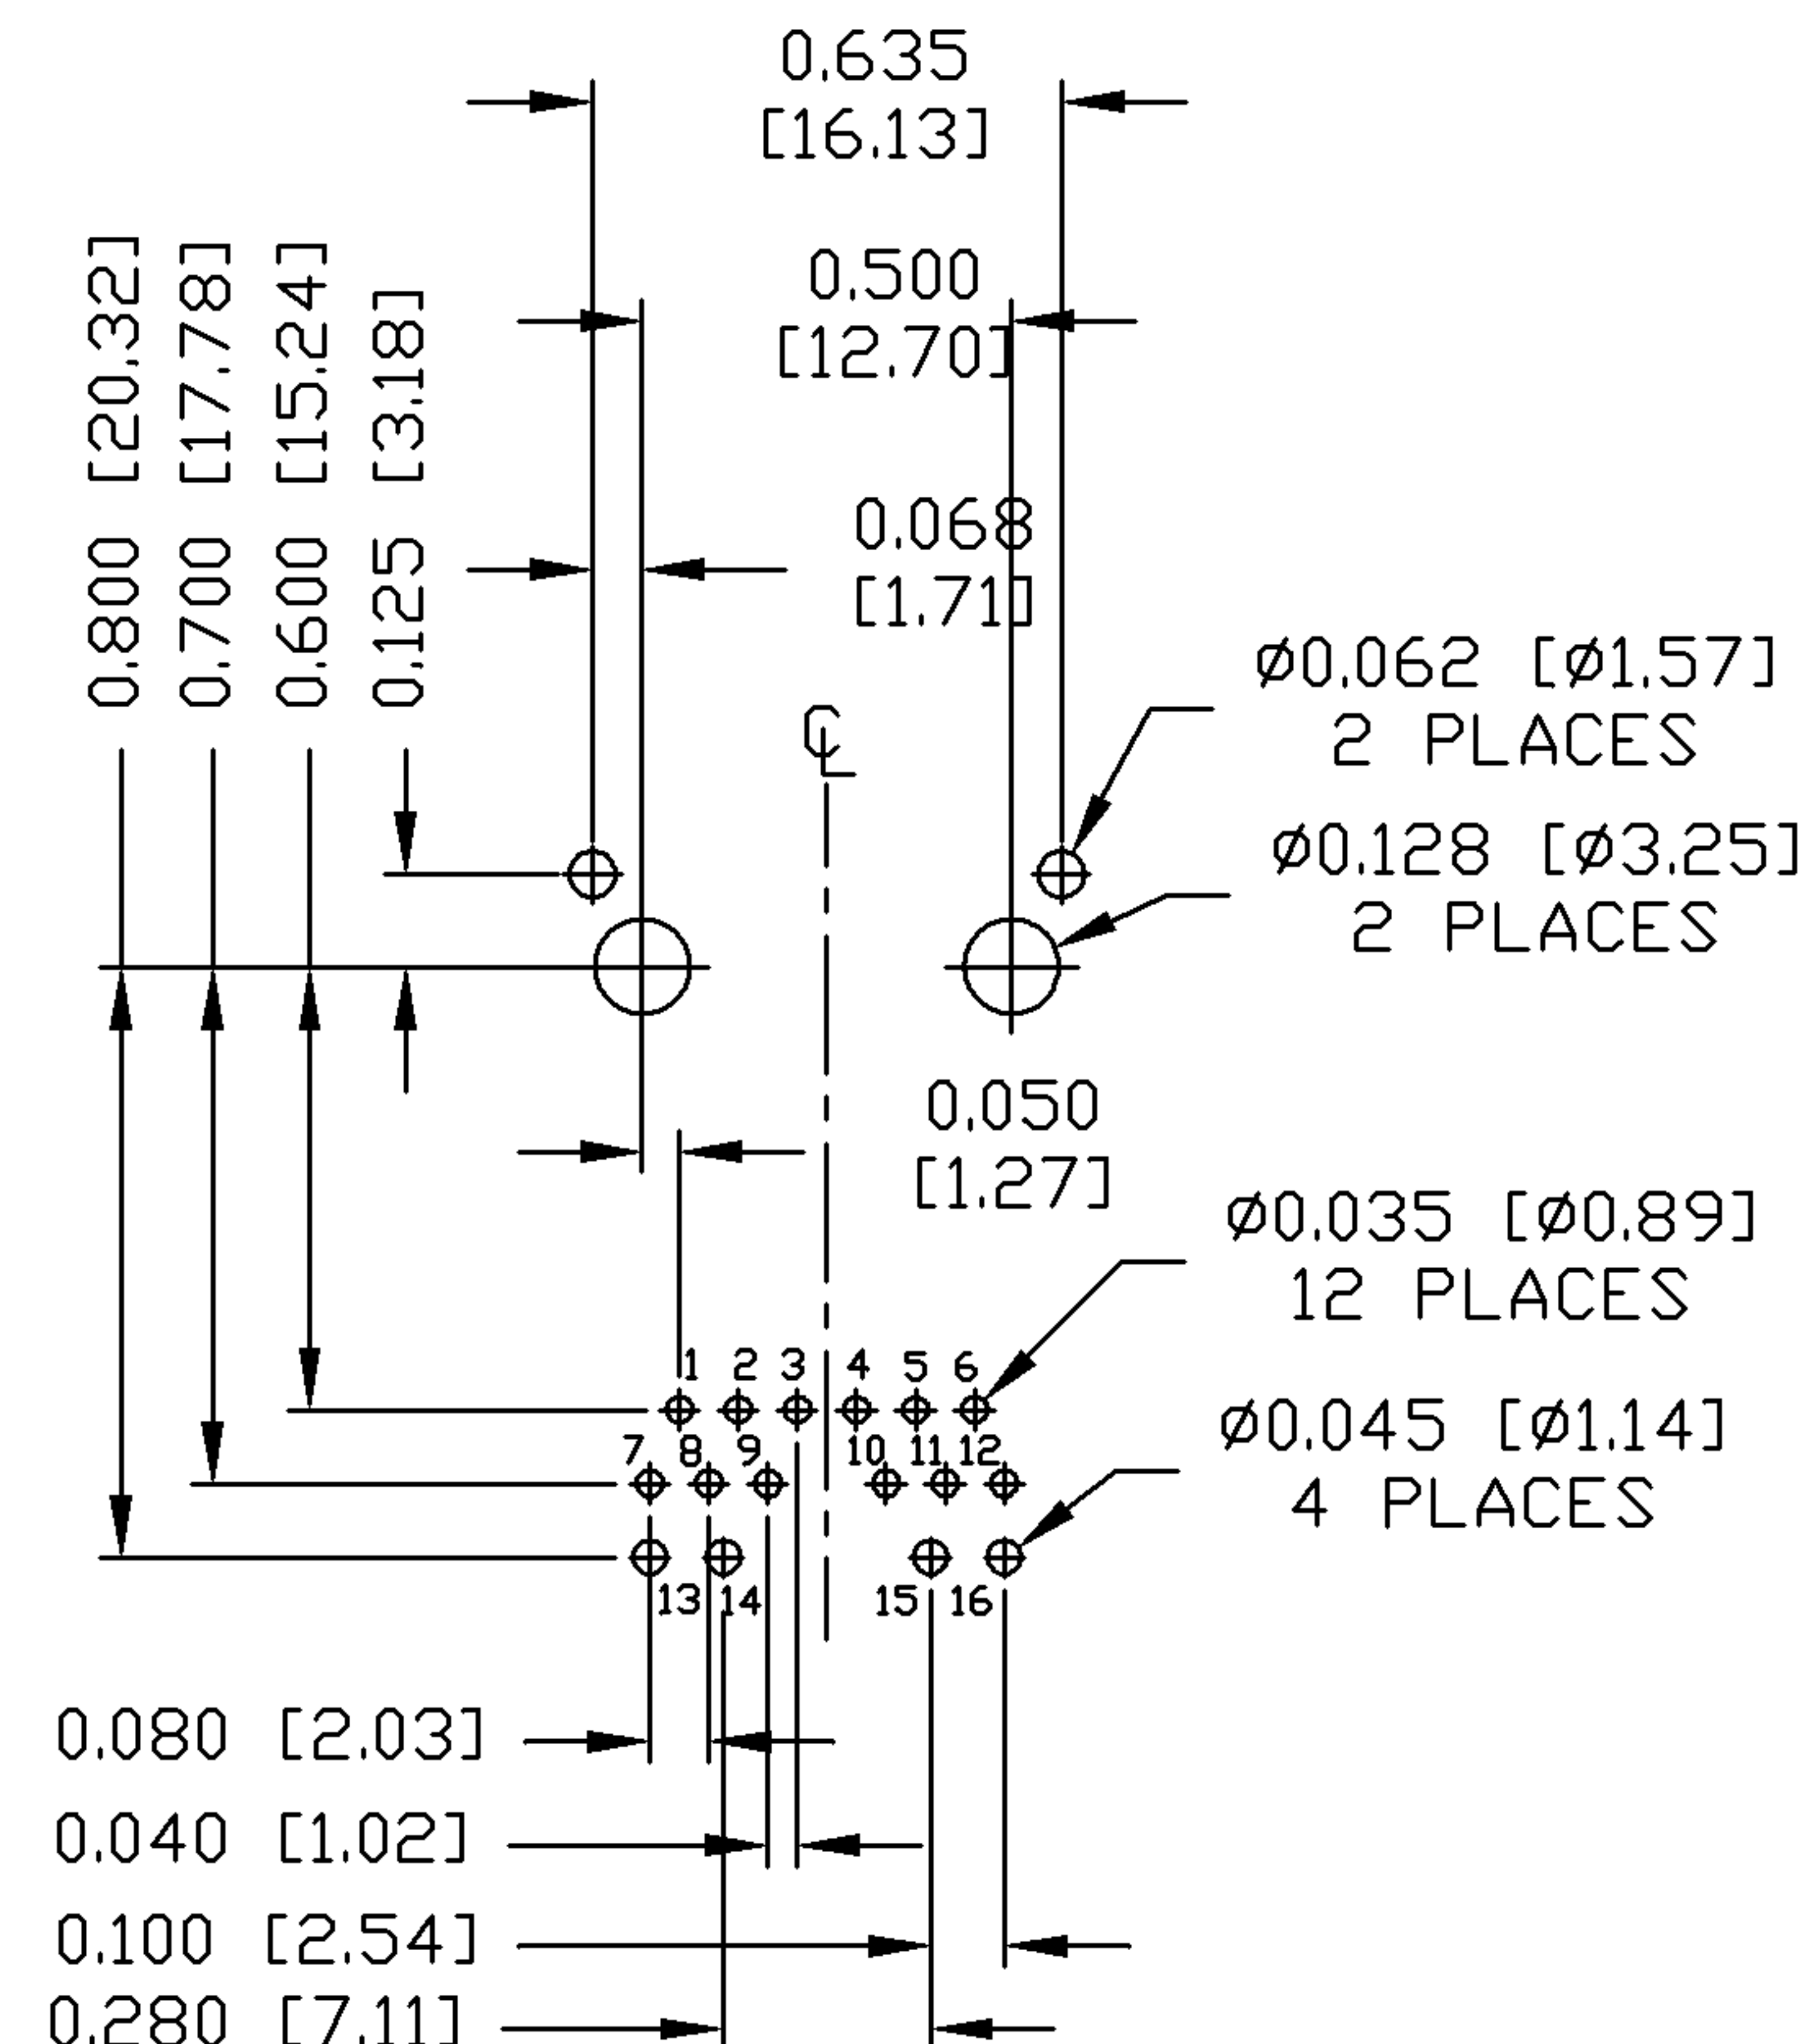 0.635
[16.13]
0.500
[12.70]
0.800 [20.32]
0.700 [17.78]
0.600 [15.24]
0.125 [3.18]
0.068
[1.71]
Ø0.062 [Ø1.57]
2 PLACES
CL
Ø0.128 [Ø3.25]
2 PLACES
0.050
[1.27]
Ø0.035 [Ø0.89]
12 PLACES
1 2 3 4 5 6
Ø0.045 [Ø1.14]
4 PLACES
7 8 9 10 11 12
13 14 15 16
0.080 [2.03]
0.040 [1.02]
0.100 [2.54]
0.280 [7.11]